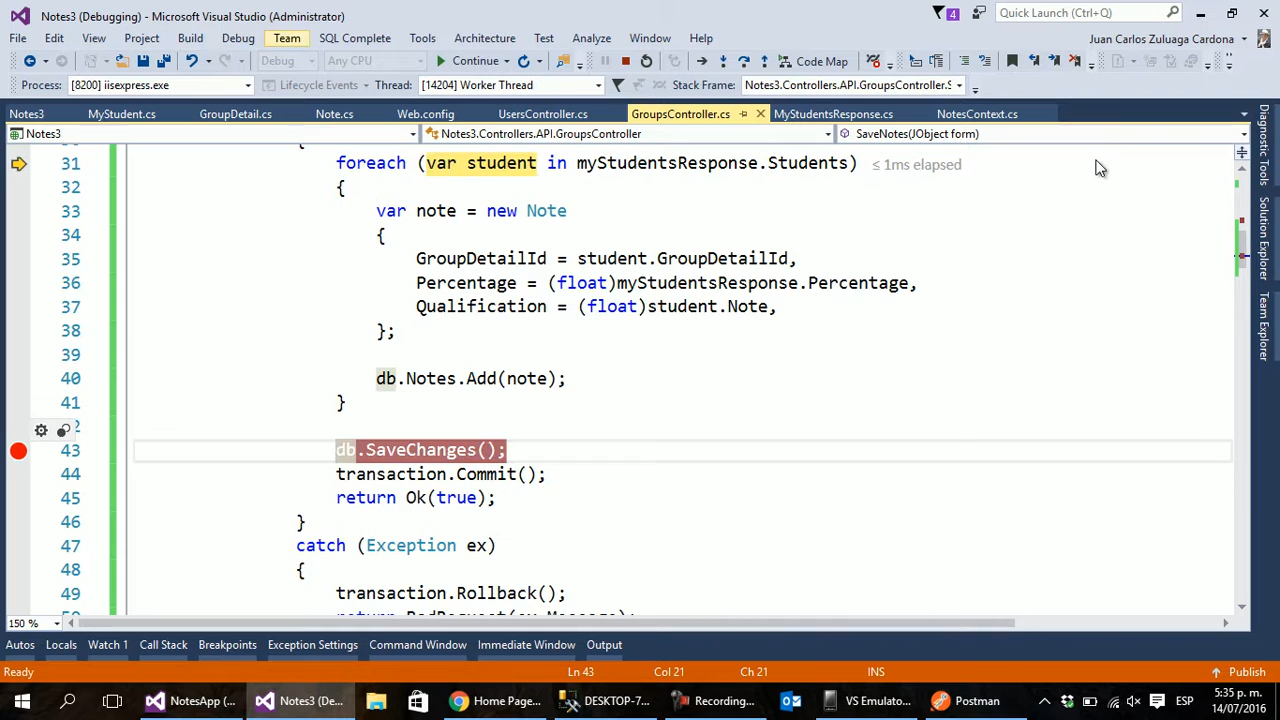 Notes3 (Debugging) - Microsoft Visual Studio (Administrator)
4
Quick Launch (Ctrl+Q)
File Edit View Project Build Debug Team SQL Complete Tools Architecture Test Analyze Window Help
Juan Carlos Zuluaga Cardona
Debug Any CPU Continue Code Map
Process: [8200] iisexpress.exe Lifecycle Events Thread: [14204] Worker Thread Stack Frame: Notes3.Controllers.API.GroupsController.S
Notes3 MyStudent.cs GroupDetail.cs Note.cs Web.config UsersController.cs GroupsController.cs MyStudentsResponse.cs NotesContext.cs
Notes3 Notes3.Controllers.API.GroupsController SaveNotes(JObject form)
{
31 foreach (var student in myStudentsResponse.Students) ≤ 1ms elapsed
32 {
33 var note = new Note
34 {
35 GroupDetailId = student.GroupDetailId,
36 Percentage = (float)myStudentsResponse.Percentage,
37 Qualification = (float)student.Note,
38 };
39
40 db.Notes.Add(note);
41 }
43 db.SaveChanges();
44 transaction.Commit();
45 return Ok(true);
46 }
47 catch (Exception ex)
48 {
49 transaction.Rollback();
return BadRequest(ex.Message);
Diagnostic Tools
Solution Explorer
Team Explorer
150 %
Autos Locals Watch 1 Call Stack Breakpoints Exception Settings Command Window Immediate Window Output
Ready Ln 43 Col 21 Ch 21 INS Publish
NotesApp (... Notes3 (De... Home Page... DESKTOP-7... Recording... VS Emulato... Postman ESP
5:35 p. m.
14/07/2016